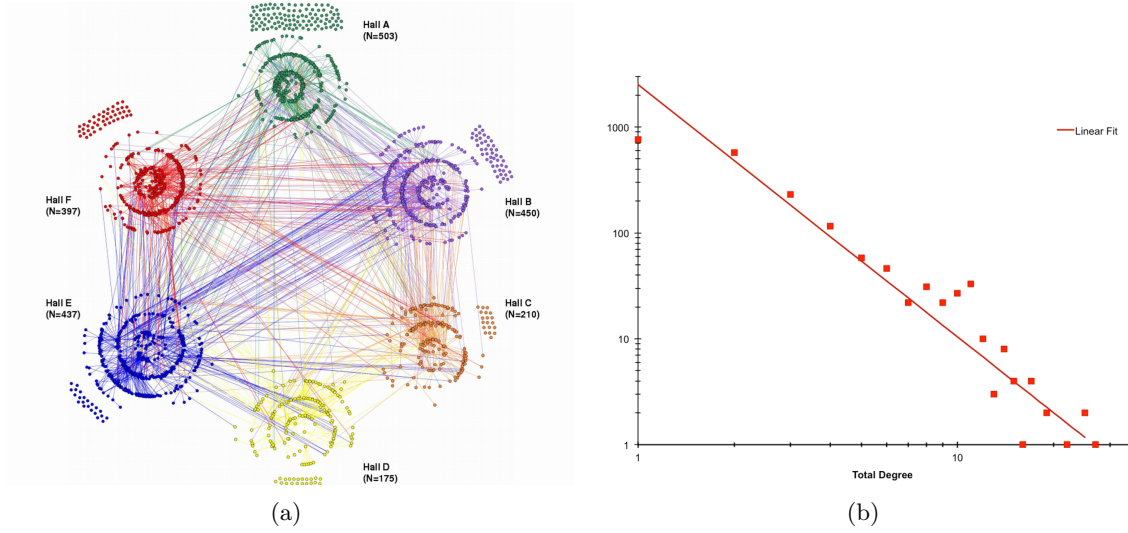 Hall A
(N=503)
Hall F
(N=397)
Hall B
(N=450)
Hall E
(N=437)
Hall C
(N=210)
Hall D
(N=175)
(a)
1000
100
10
1
1
10
Total Degree
Linear Fit
(b)